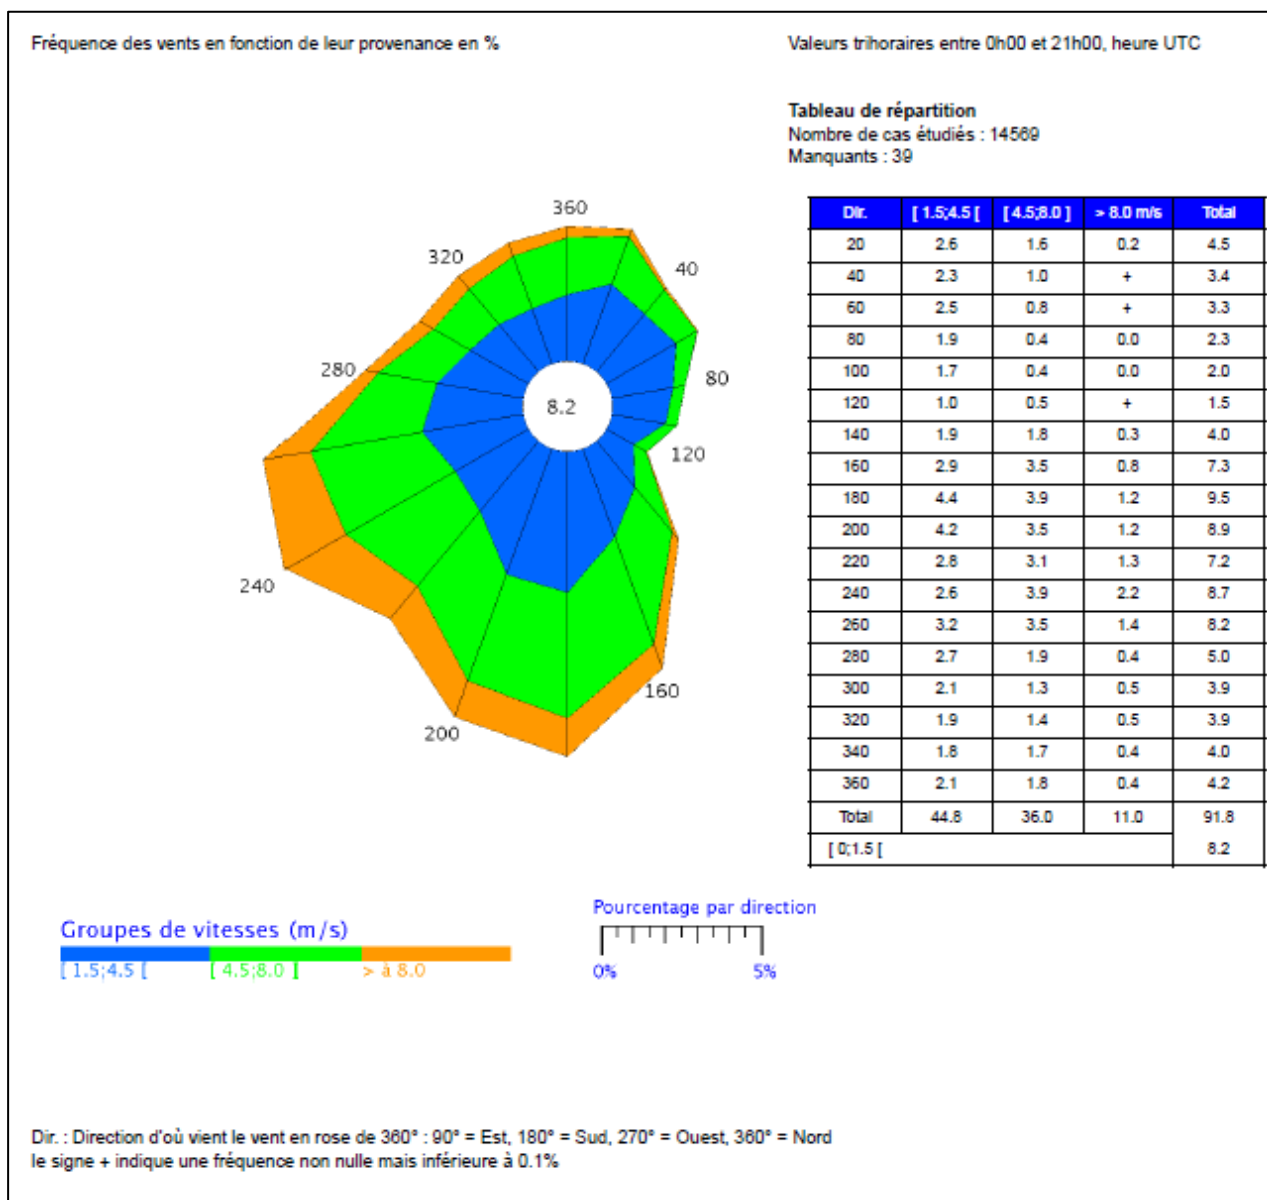 Fréquence des vents en fonction de leur provenance en %
Valeurs trihoraires entre 0h00 et 21h00, heure UTC
Tableau de répartition
Nombre de cas étudiés : 14569
Manquants : 39
360
320
40
280
80
8.2
120
240
160
200
Dir. [ 1.5;4.5 [ [ 4.5;8.0 ] > 8.0 m/s Total
20 2.6 1.6 0.2 4.5
40 2.3 1.0 + 3.4
60 2.5 0.8 + 3.3
80 1.9 0.4 0.0 2.3
100 1.7 0.4 0.0 2.0
120 1.0 0.5 + 1.5
140 1.9 1.8 0.3 4.0
160 2.9 3.5 0.8 7.3
180 4.4 3.9 1.2 9.5
200 4.2 3.5 1.2 8.9
220 2.8 3.1 1.3 7.2
240 2.6 3.9 2.2 8.7
260 3.2 3.5 1.4 8.2
280 2.7 1.9 0.4 5.0
300 2.1 1.3 0.5 3.9
320 1.9 1.4 0.5 3.9
340 1.8 1.7 0.4 4.0
360 2.1 1.8 0.4 4.2
Total 44.8 36.0 11.0 91.8
[ 0;1.5 [ 8.2
Groupes de vitesses (m/s)
[ 1.5;4.5 [ [ 4.5;8.0 ] > à 8.0
Pourcentage par direction
0% 5%
Dir. : Direction d'où vient le vent en rose de 360° : 90° = Est, 180° = Sud, 270° = Ouest, 360° = Nord
le signe + indique une fréquence non nulle mais inférieure à 0.1%